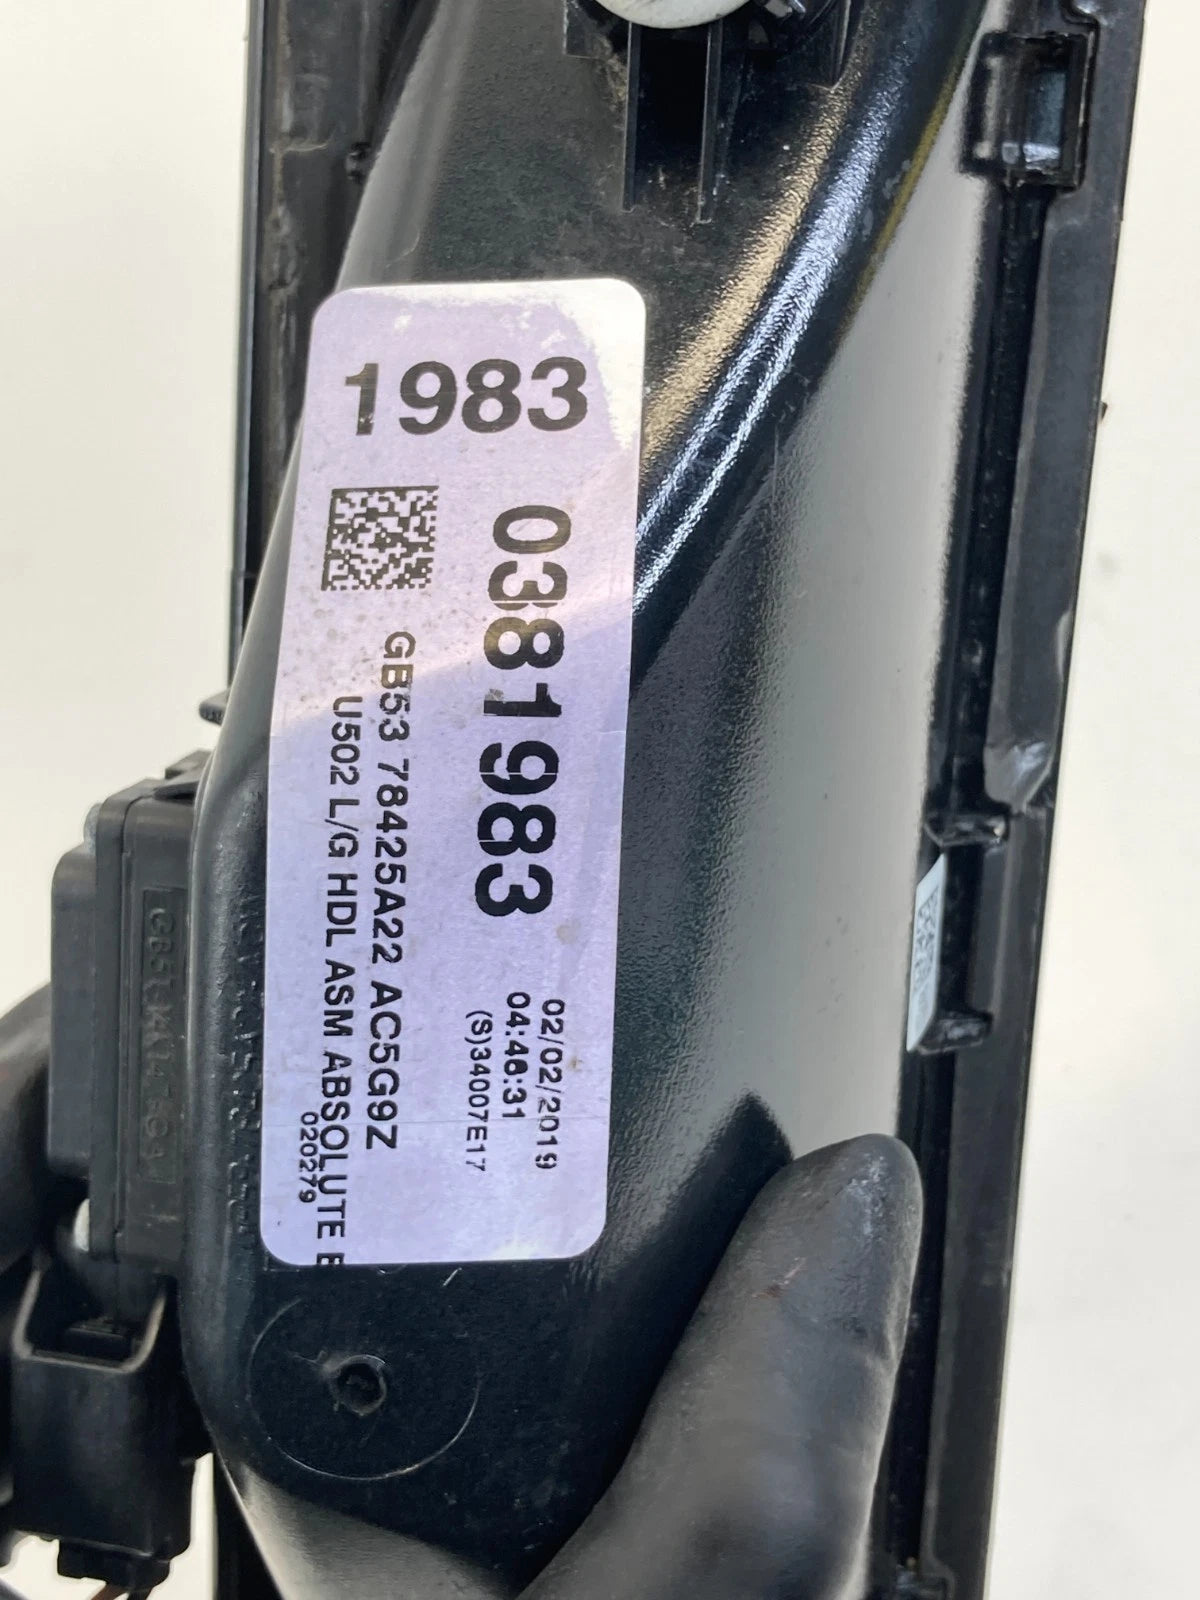 1983
0381983
02/02/2019
04:46:31
(S)34007E17
GB53 78425A22 AC5G9Z
U502 L/G HDL ASM ABSOLUTE E
020279